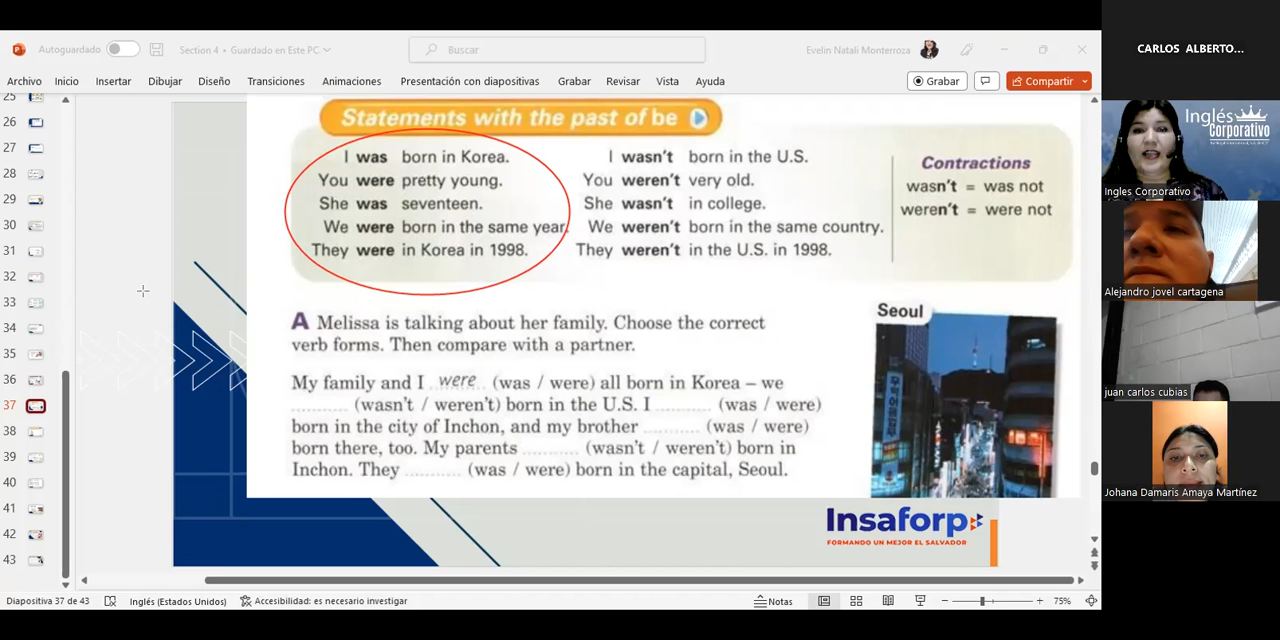 Autoguardado
Section 4 • Guardado en Este PC
Buscar
Evelin Natali Monterroza
Archivo Inicio Insertar Dibujar Diseño Transiciones Animaciones Presentación con diapositivas Grabar Revisar Vista Ayuda
Grabar
Compartir
25
26
27
28
29
30
31
32
33
34
35
36
37
38
39
40
41
42
43
Statements with the past of be
I was born in Korea.
You were pretty young.
She was seventeen.
We were born in the same year.
They were in Korea in 1998.
I wasn't born in the U.S.
You weren't very old.
She wasn't in college.
We weren't born in the same country.
They weren't in the U.S. in 1998.
Contractions
wasn't = was not
weren't = were not
A Melissa is talking about her family. Choose the correct
verb forms. Then compare with a partner.
My family and I were (was / were) all born in Korea – we
.......... (wasn't / weren't) born in the U.S. I .......... (was / were)
born in the city of Inchon, and my brother .......... (was / were)
born there, too. My parents .......... (wasn't / weren't) born in
Inchon. They .......... (was / were) born in the capital, Seoul.
Seoul
Insaforp
FORMANDO UN MEJOR EL SALVADOR
Diapositiva 37 de 43
Inglés (Estados Unidos)
Accesibilidad: es necesario investigar
Notas
75%
CARLOS ALBERTO...
Inglés
Corporativo
Ingles Corporativo
Alejandro jovel cartagena
juan carlos cubias
Johana Damaris Amaya Martínez